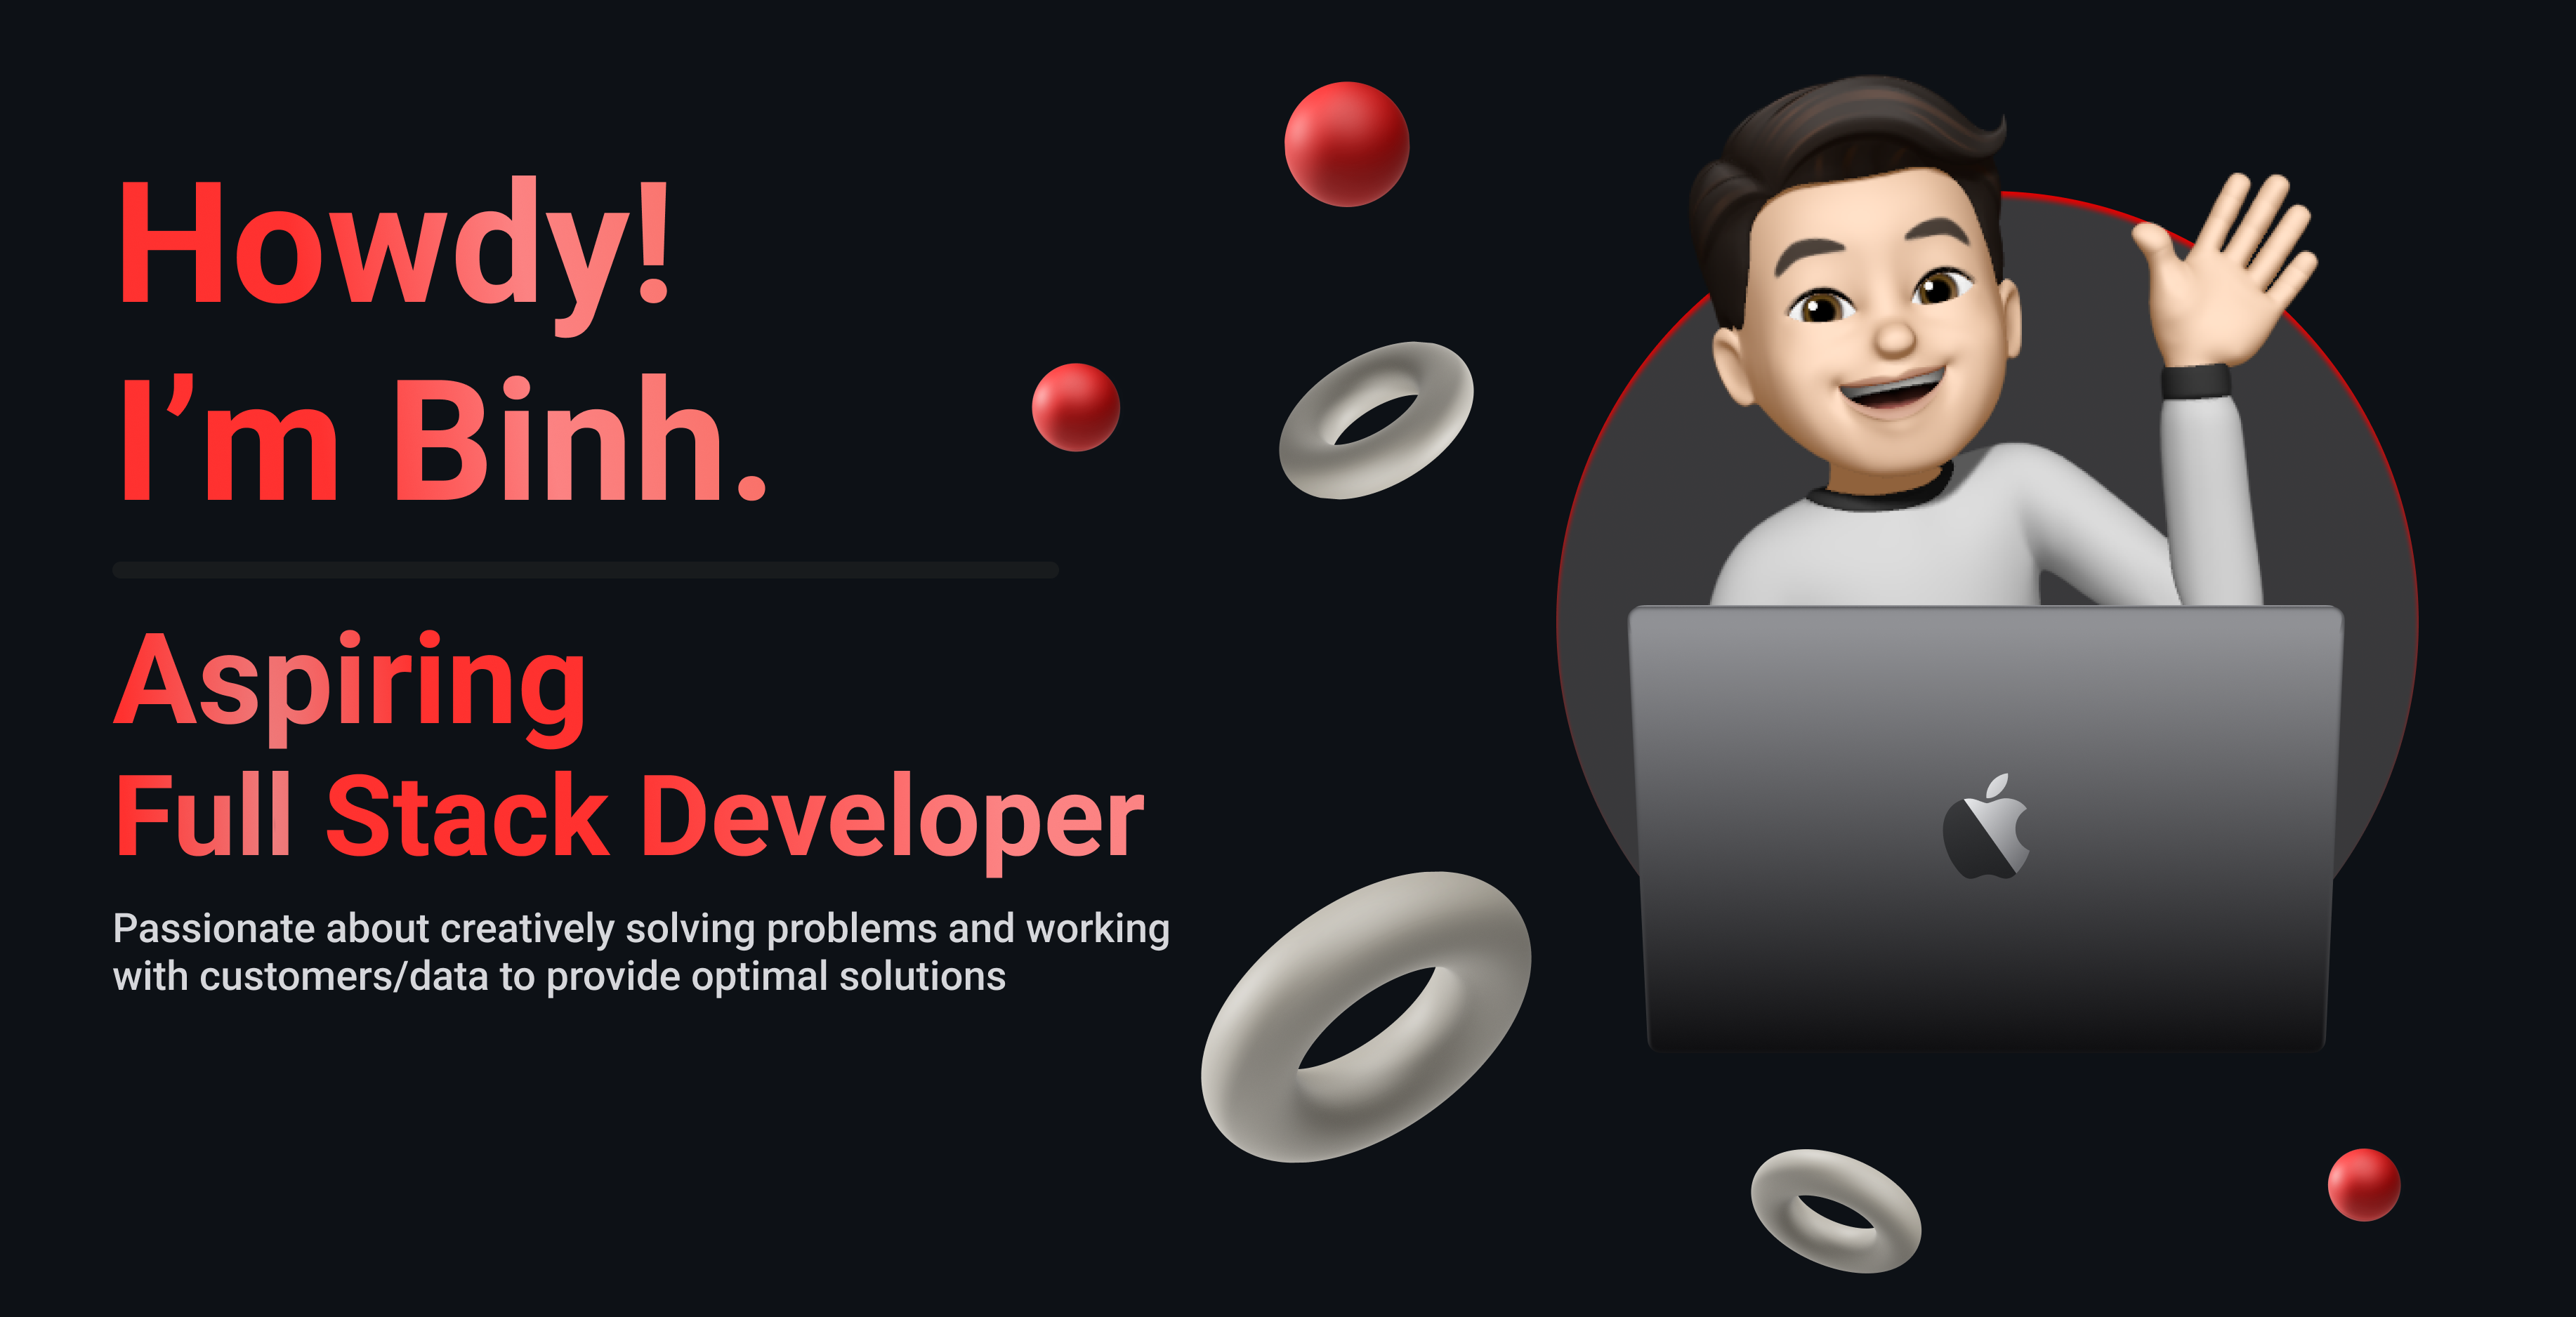 Howdy!
I’m Binh.
Aspiring
Full Stack Developer
Passionate about creatively solving problems and working
with customers/data to provide optimal solutions